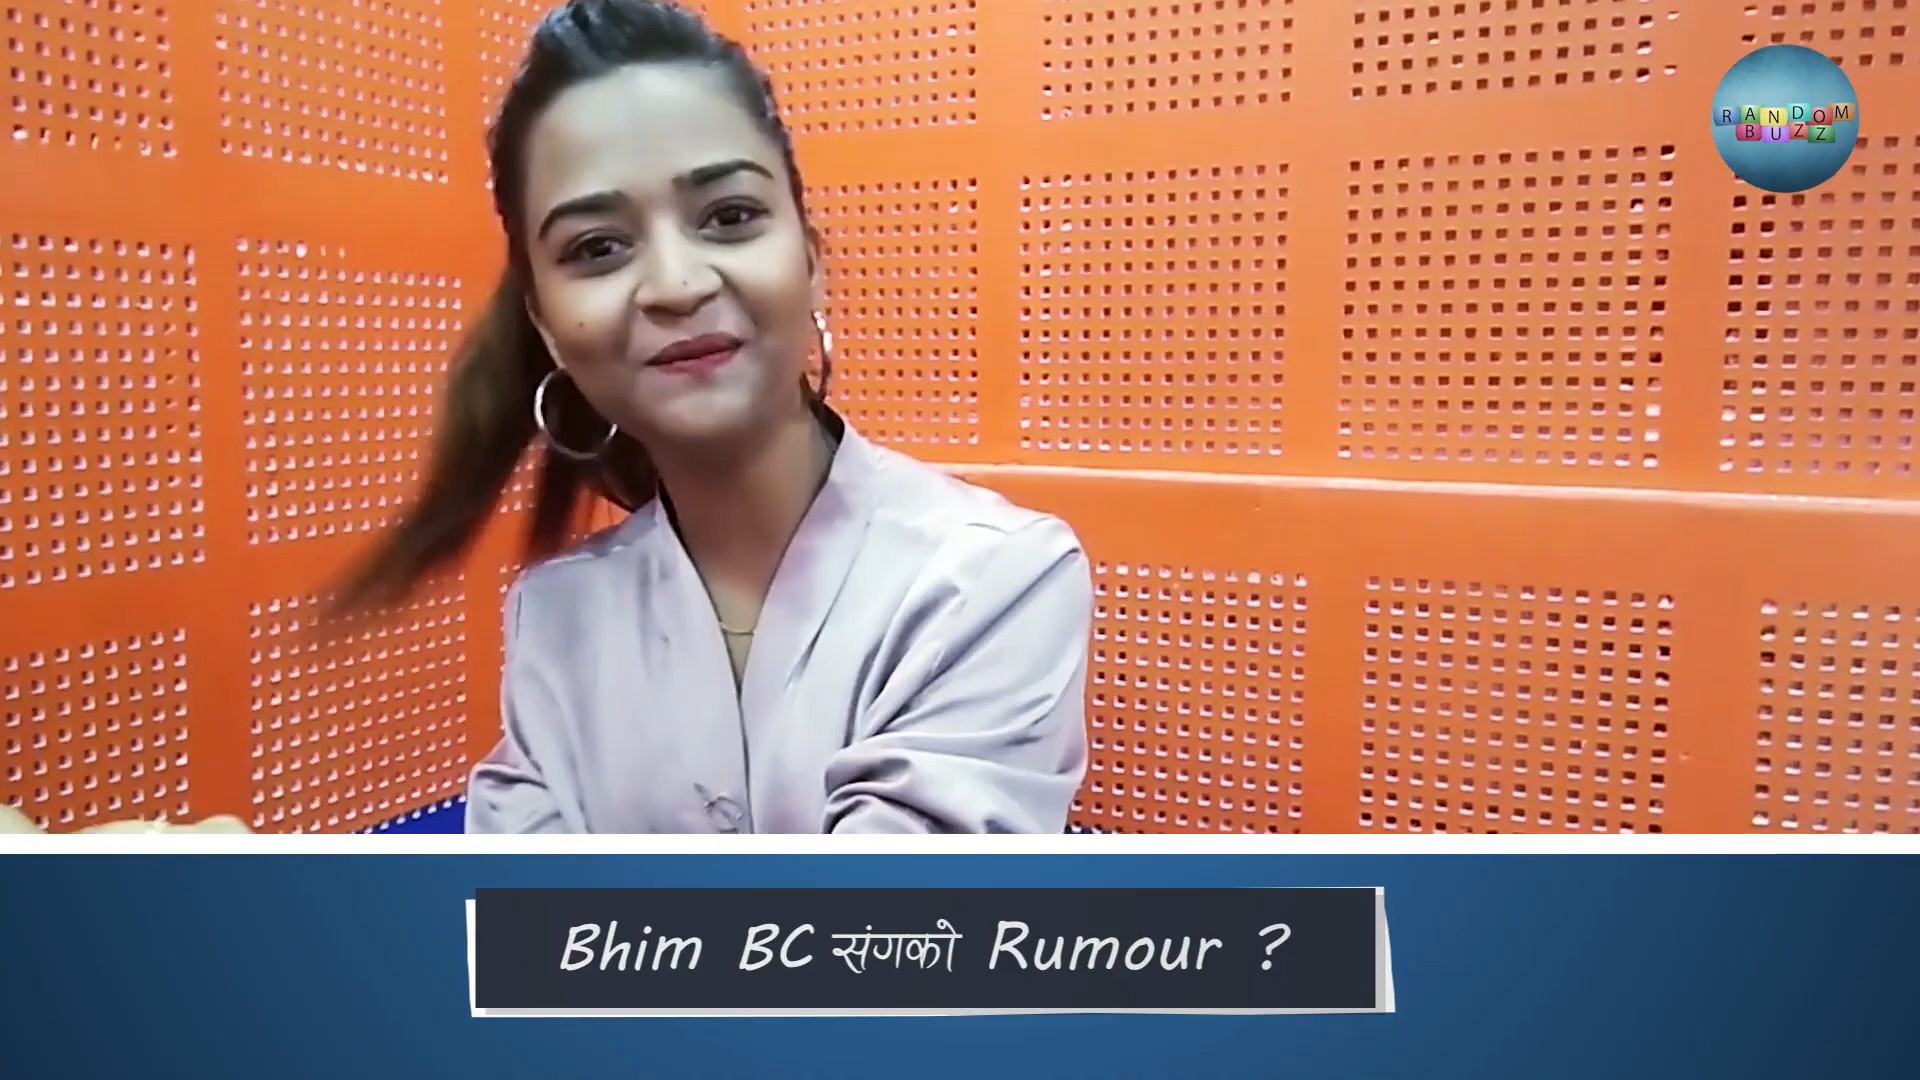 RANDOM
BUZZ
Bhim BC संगको Rumour ?